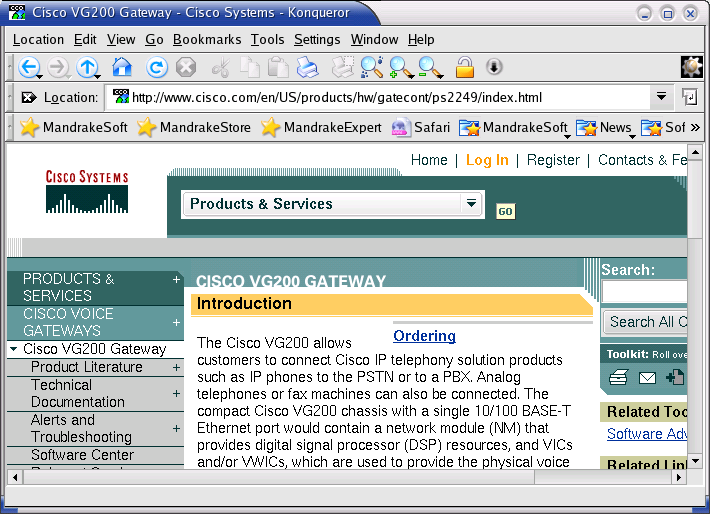 Cisco VG200 Gateway - Cisco Systems - Konqueror
Location Edit View Go Bookmarks Tools Settings Window Help
Location: http://www.cisco.com/en/US/products/hw/gatecont/ps2249/index.html
MandrakeSoft MandrakeStore MandrakeExpert Safari MandrakeSoft News Sof »
Home | Log In | Register | Contacts & Fe
CISCO SYSTEMS
Products & Services
GO
PRODUCTS & +
SERVICES
CISCO VOICE
GATEWAYS +
Cisco VG200 Gateway
Product Literature +
Technical
Documentation +
Alerts and
Troubleshooting +
Software Center
CISCO VG200 GATEWAY
Introduction
Ordering
The Cisco VG200 allows
customers to connect Cisco IP telephony solution products
such as IP phones to the PSTN or to a PBX. Analog
telephones or fax machines can also be connected. The
compact Cisco VG200 chassis with a single 10/100 BASE-T
Ethernet port would contain a network module (NM) that
provides digital signal processor (DSP) resources, and VICs
and/or VWICs, which are used to provide the physical voice
Search:
Search All C
Toolkit: Roll ove
Related Too
Software Adv
Related Lin